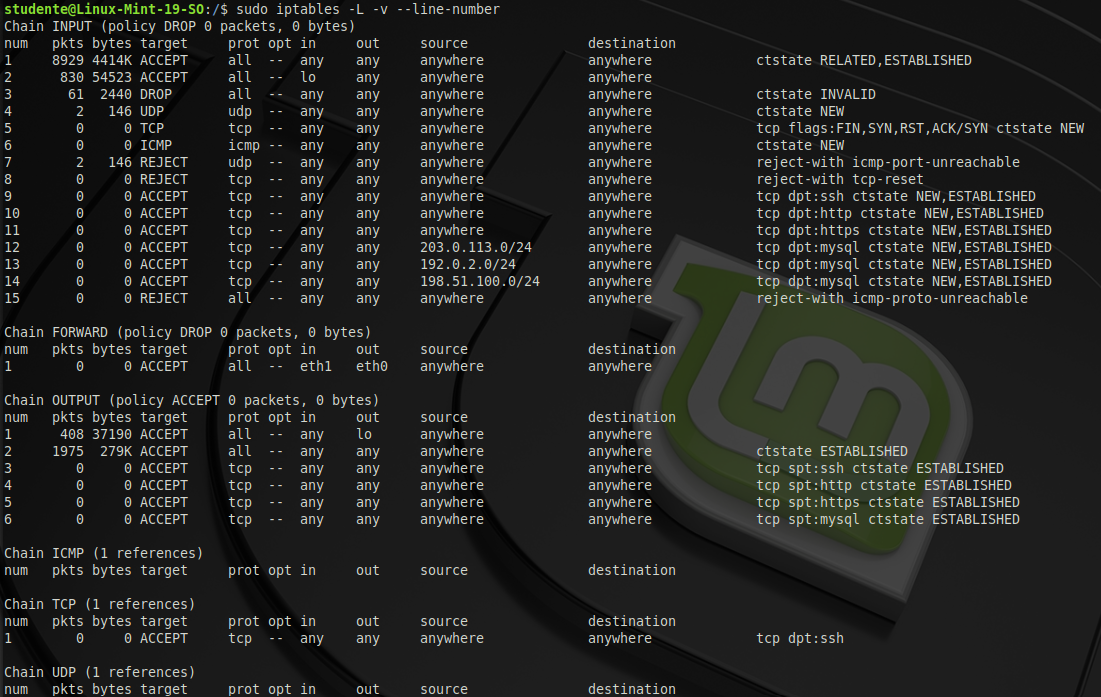 studente@Linux-Mint-19-SO:/$ sudo iptables -L -v --line-number
Chain INPUT (policy DROP 0 packets, 0 bytes)
num   pkts bytes target     prot opt in     out     source               destination
1     8929 4414K ACCEPT     all  --  any    any     anywhere             anywhere             ctstate RELATED,ESTABLISHED
2      830 54523 ACCEPT     all  --  lo     any     anywhere             anywhere
3       61  2440 DROP       all  --  any    any     anywhere             anywhere             ctstate INVALID
4        2   146 UDP        udp  --  any    any     anywhere             anywhere             ctstate NEW
5        0     0 TCP        tcp  --  any    any     anywhere             anywhere             tcp flags:FIN,SYN,RST,ACK/SYN ctstate NEW
6        0     0 ICMP       icmp --  any    any     anywhere             anywhere             ctstate NEW
7        2   146 REJECT     udp  --  any    any     anywhere             anywhere             reject-with icmp-port-unreachable
8        0     0 REJECT     tcp  --  any    any     anywhere             anywhere             reject-with tcp-reset
9        0     0 ACCEPT     tcp  --  any    any     anywhere             anywhere             tcp dpt:ssh ctstate NEW,ESTABLISHED
10       0     0 ACCEPT     tcp  --  any    any     anywhere             anywhere             tcp dpt:http ctstate NEW,ESTABLISHED
11       0     0 ACCEPT     tcp  --  any    any     anywhere             anywhere             tcp dpt:https ctstate NEW,ESTABLISHED
12       0     0 ACCEPT     tcp  --  any    any     203.0.113.0/24       anywhere             tcp dpt:mysql ctstate NEW,ESTABLISHED
13       0     0 ACCEPT     tcp  --  any    any     192.0.2.0/24         anywhere             tcp dpt:mysql ctstate NEW,ESTABLISHED
14       0     0 ACCEPT     tcp  --  any    any     198.51.100.0/24      anywhere             tcp dpt:mysql ctstate NEW,ESTABLISHED
15       0     0 REJECT     all  --  any    any     anywhere             anywhere             reject-with icmp-proto-unreachable

Chain FORWARD (policy DROP 0 packets, 0 bytes)
num   pkts bytes target     prot opt in     out     source               destination
1        0     0 ACCEPT     all  --  eth1   eth0    anywhere             anywhere

Chain OUTPUT (policy ACCEPT 0 packets, 0 bytes)
num   pkts bytes target     prot opt in     out     source               destination
1      408 37190 ACCEPT     all  --  any    lo      anywhere             anywhere
2     1975  279K ACCEPT     all  --  any    any     anywhere             anywhere             ctstate ESTABLISHED
3        0     0 ACCEPT     tcp  --  any    any     anywhere             anywhere             tcp spt:ssh ctstate ESTABLISHED
4        0     0 ACCEPT     tcp  --  any    any     anywhere             anywhere             tcp spt:http ctstate ESTABLISHED
5        0     0 ACCEPT     tcp  --  any    any     anywhere             anywhere             tcp spt:https ctstate ESTABLISHED
6        0     0 ACCEPT     tcp  --  any    any     anywhere             anywhere             tcp spt:mysql ctstate ESTABLISHED

Chain ICMP (1 references)
num   pkts bytes target     prot opt in     out     source               destination

Chain TCP (1 references)
num   pkts bytes target     prot opt in     out     source               destination
1        0     0 ACCEPT     tcp  --  any    any     anywhere             anywhere             tcp dpt:ssh

Chain UDP (1 references)
num   pkts bytes target     prot opt in     out     source               destination